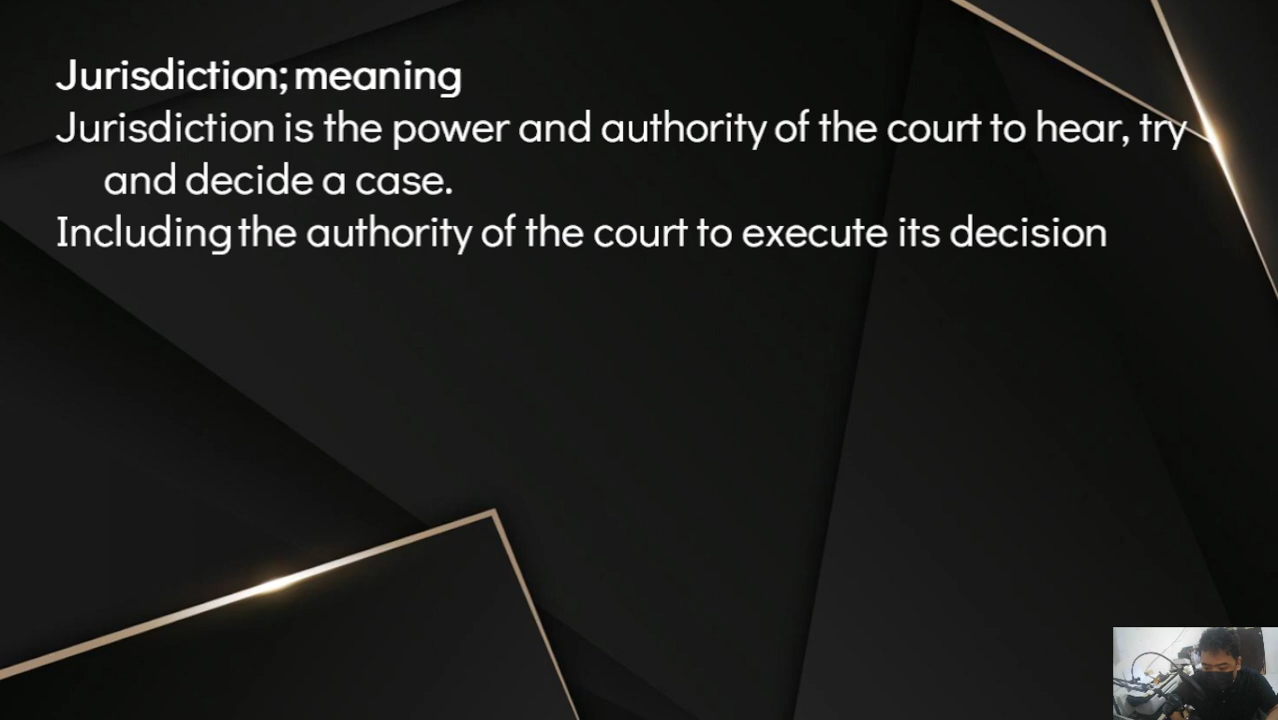 Jurisdiction; meaning
Jurisdiction is the power and authority of the court to hear, try
and decide a case.
Including the authority of the court to execute its decision